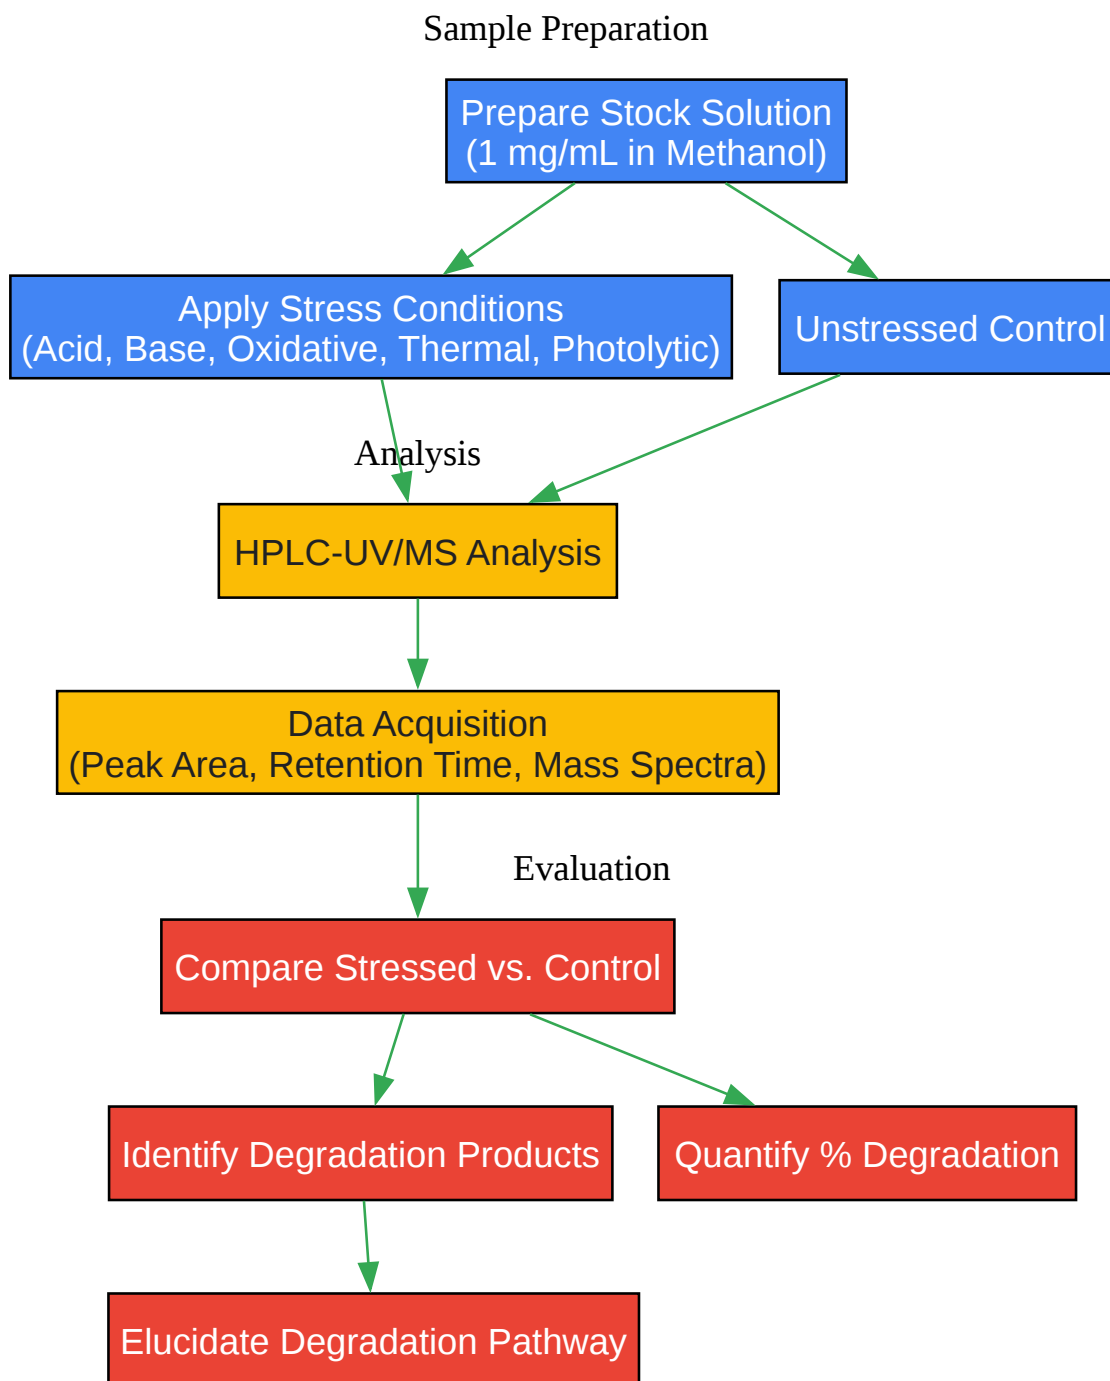 Sample Preparation
Prepare Stock Solution
(1 mg/mL in Methanol)
Apply Stress Conditions
(Acid, Base, Oxidative, Thermal, Photolytic)
Unstressed Control
Analysis
HPLC-UV/MS Analysis
Data Acquisition
(Peak Area, Retention Time, Mass Spectra)
Evaluation
Compare Stressed vs. Control
Identify Degradation Products
Quantify % Degradation
Elucidate Degradation Pathway